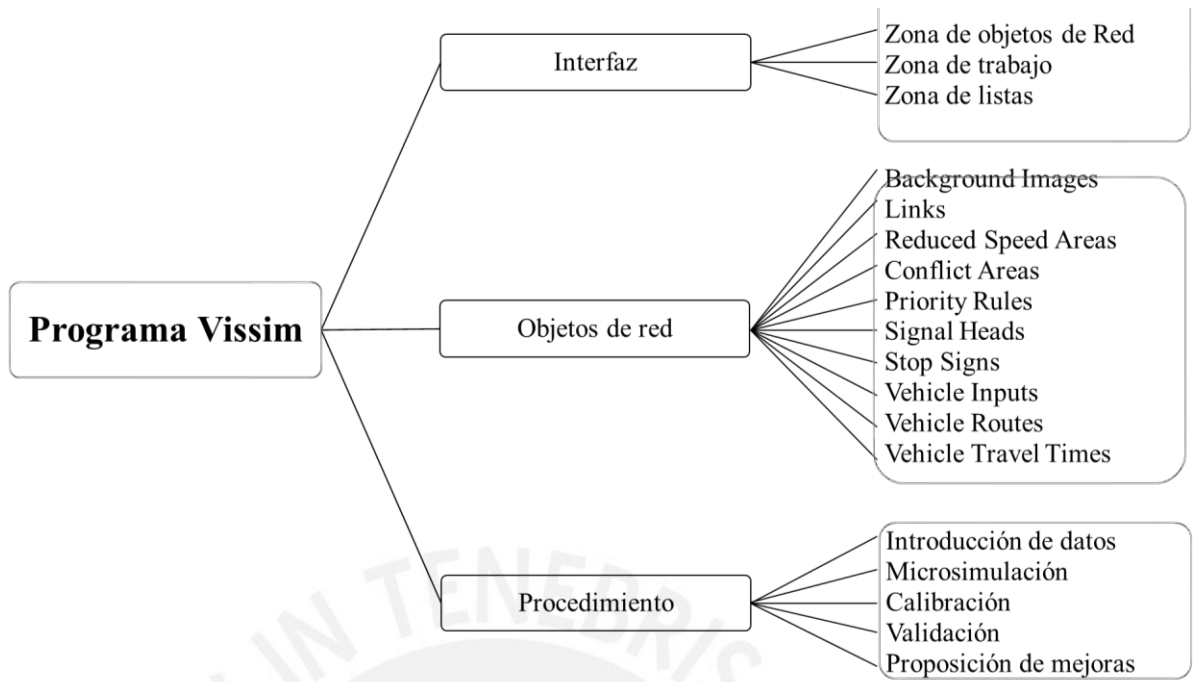 Interfaz
Zona de objetos de Red
Zona de trabajo
Zona de listas
Programa Vissim
Objetos de red
Background Images
Links
Reduced Speed Areas
Conflict Areas
Priority Rules
Signal Heads
Stop Signs
Vehicle Inputs
Vehicle Routes
Vehicle Travel Times
Procedimiento
Introducción de datos
Microsimulación
Calibración
Validación
Proposición de mejoras
IN TENEBRIS